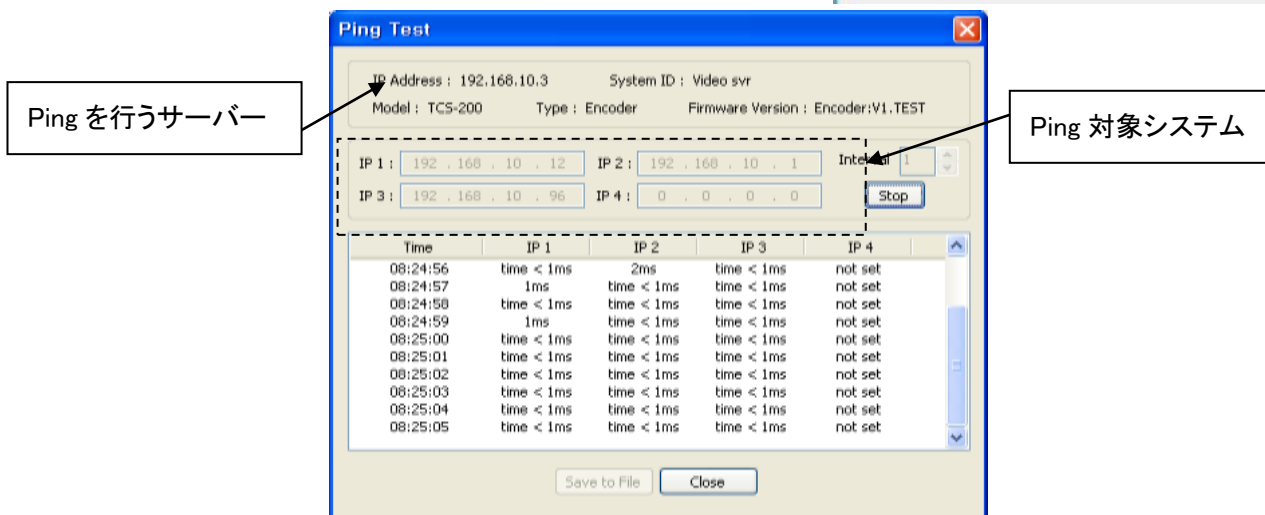 Ping Test
IP Address : 192.168.10.3 System ID : Video svr
Model : TCS-200 Type : Encoder Firmware Version : Encoder:V1.TEST
Ping を行うサーバー
Ping 対象システム
IP 1 : 192 . 168 . 10 . 12 IP 2 : 192 . 168 . 10 . 1 Interval 1
IP 3 : 192 . 168 . 10 . 96 IP 4 : 0 . 0 . 0 . 0 Stop
Time IP 1 IP 2 IP 3 IP 4
08:24:56 time < 1ms 2ms time < 1ms not set
08:24:57 1ms time < 1ms time < 1ms not set
08:24:58 time < 1ms time < 1ms time < 1ms not set
08:24:59 1ms time < 1ms time < 1ms not set
08:25:00 time < 1ms time < 1ms time < 1ms not set
08:25:01 time < 1ms time < 1ms time < 1ms not set
08:25:02 time < 1ms time < 1ms time < 1ms not set
08:25:03 time < 1ms time < 1ms time < 1ms not set
08:25:04 time < 1ms time < 1ms time < 1ms not set
08:25:05 time < 1ms time < 1ms time < 1ms not set
Save to File Close